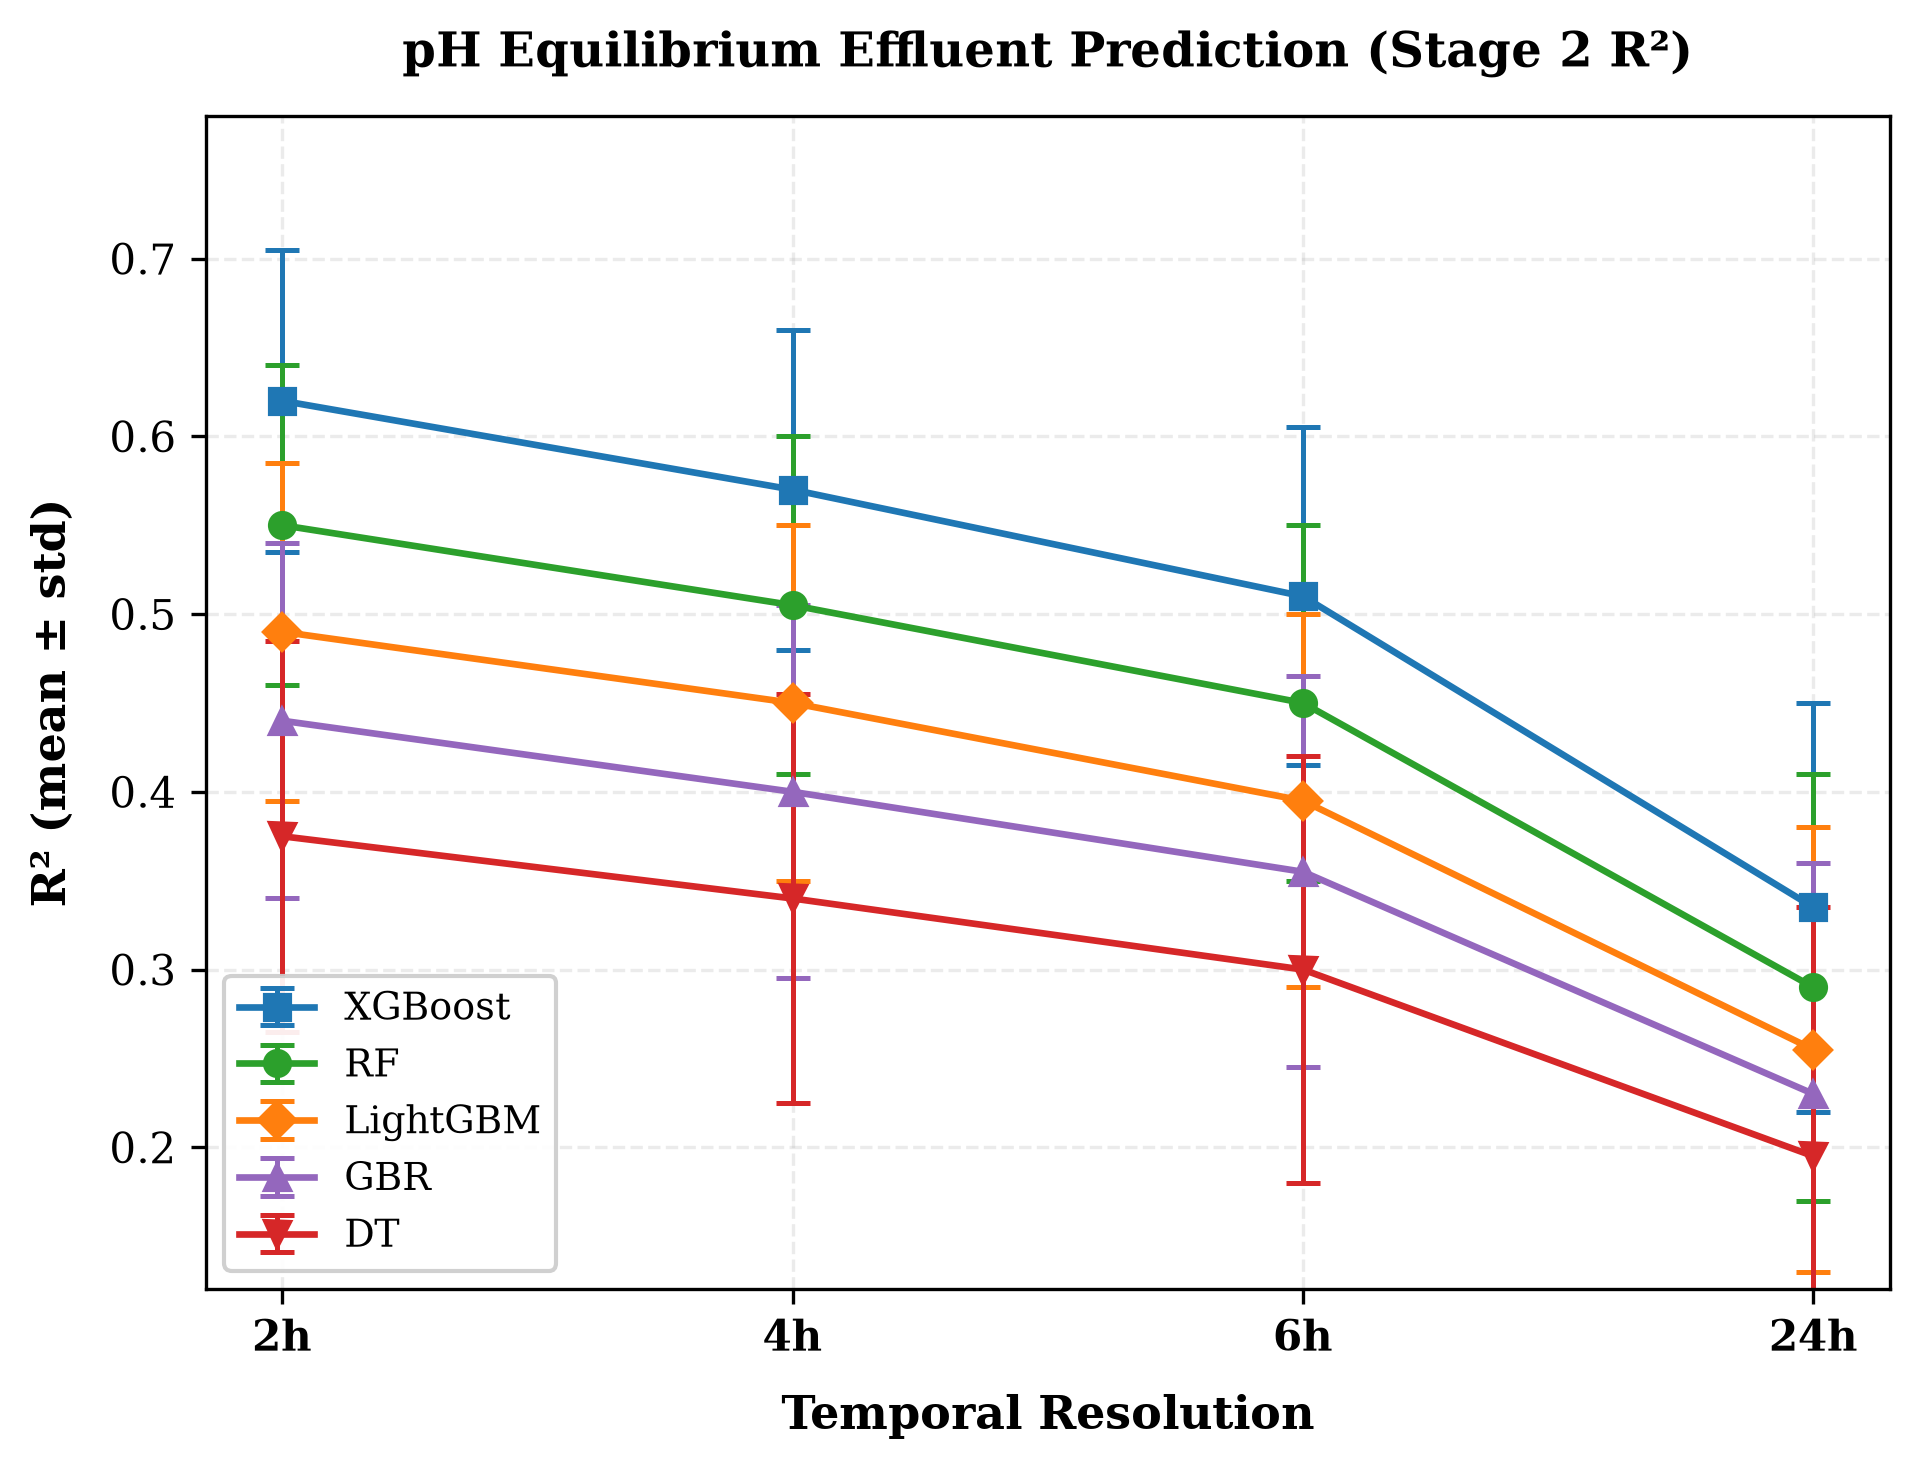 pH Equilibrium Effluent Prediction (Stage 2 R²)
R² (mean ± std)
0.7
0.6
0.5
0.4
0.3
0.2
XGBoost
RF
LightGBM
GBR
DT
2h 4h 6h 24h
Temporal Resolution